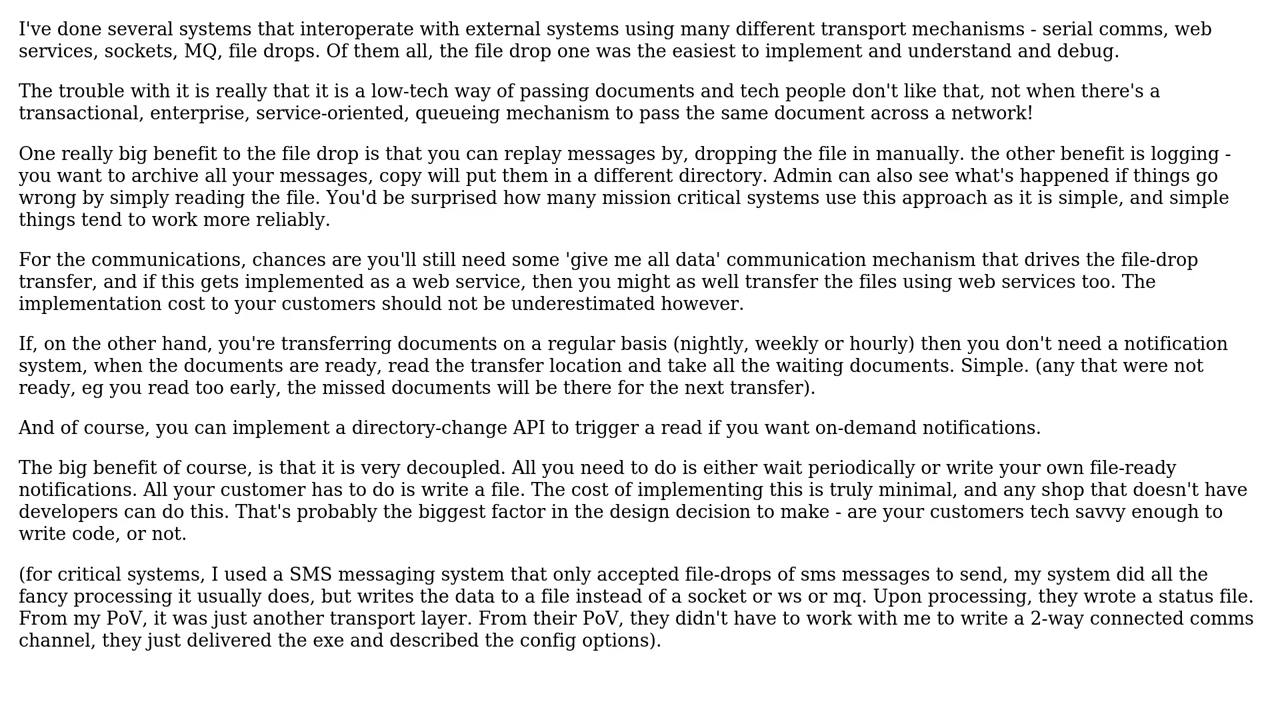 I've done several systems that interoperate with external systems using many different transport mechanisms - serial comms, web
services, sockets, MQ, file drops. Of them all, the file drop one was the easiest to implement and understand and debug.
The trouble with it is really that it is a low-tech way of passing documents and tech people don't like that, not when there's a
transactional, enterprise, service-oriented, queueing mechanism to pass the same document across a network!
One really big benefit to the file drop is that you can replay messages by, dropping the file in manually. the other benefit is logging -
you want to archive all your messages, copy will put them in a different directory. Admin can also see what's happened if things go
wrong by simply reading the file. You'd be surprised how many mission critical systems use this approach as it is simple, and simple
things tend to work more reliably.
For the communications, chances are you'll still need some 'give me all data' communication mechanism that drives the file-drop
transfer, and if this gets implemented as a web service, then you might as well transfer the files using web services too. The
implementation cost to your customers should not be underestimated however.
If, on the other hand, you're transferring documents on a regular basis (nightly, weekly or hourly) then you don't need a notification
system, when the documents are ready, read the transfer location and take all the waiting documents. Simple. (any that were not
ready, eg you read too early, the missed documents will be there for the next transfer).
And of course, you can implement a directory-change API to trigger a read if you want on-demand notifications.
The big benefit of course, is that it is very decoupled. All you need to do is either wait periodically or write your own file-ready
notifications. All your customer has to do is write a file. The cost of implementing this is truly minimal, and any shop that doesn't have
developers can do this. That's probably the biggest factor in the design decision to make - are your customers tech savvy enough to
write code, or not.
(for critical systems, I used a SMS messaging system that only accepted file-drops of sms messages to send, my system did all the
fancy processing it usually does, but writes the data to a file instead of a socket or ws or mq. Upon processing, they wrote a status file.
From my PoV, it was just another transport layer. From their PoV, they didn't have to work with me to write a 2-way connected comms
channel, they just delivered the exe and described the config options).